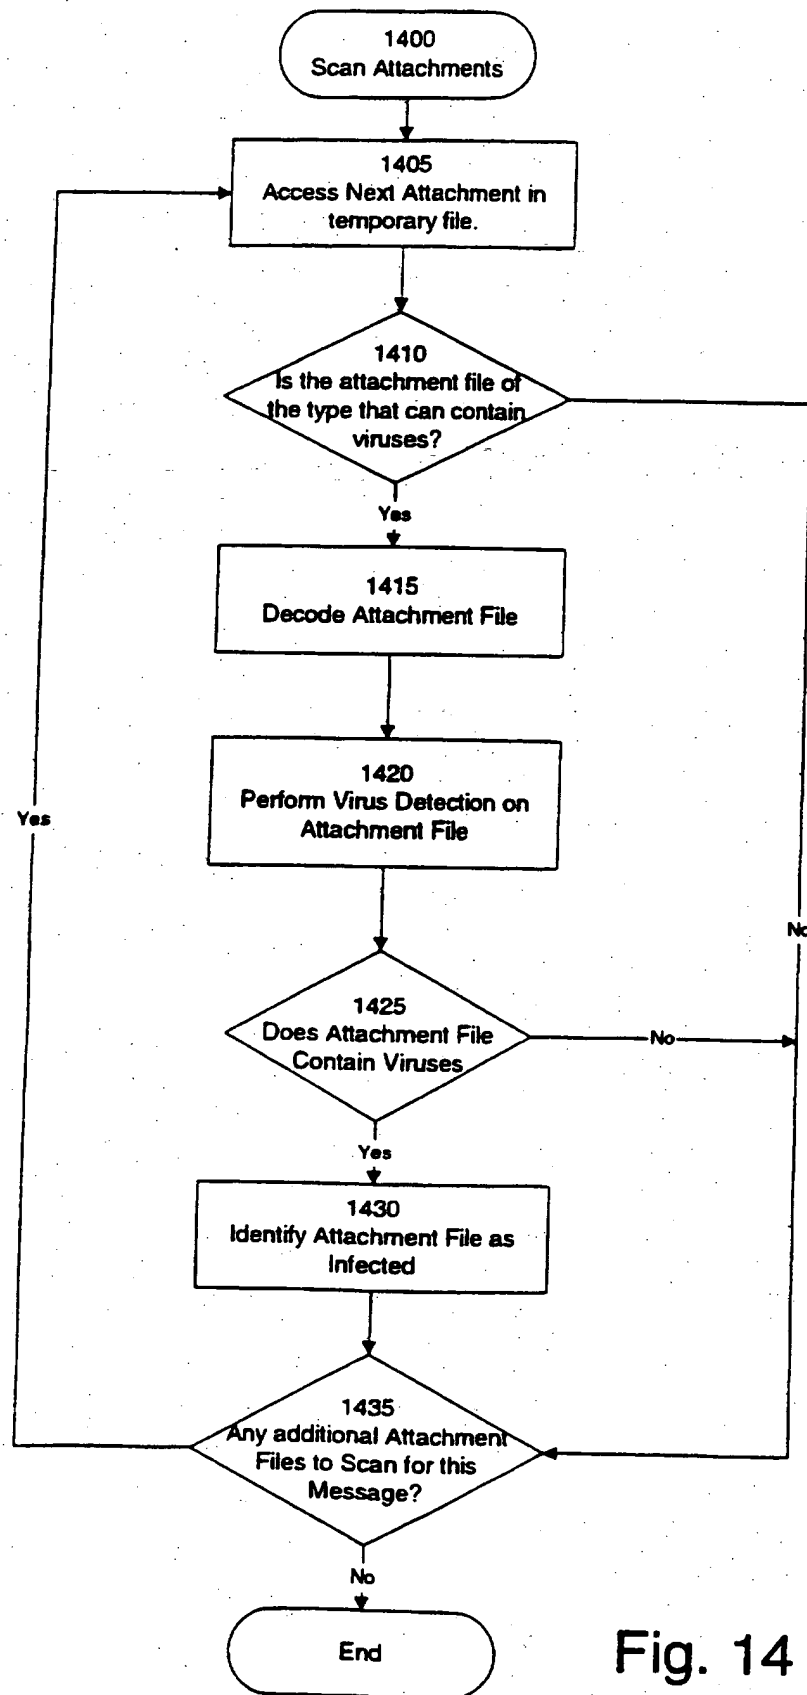 1400
Scan Attachments
1405
Access Next Attachment in
temporary file.
1410
Is the attachment file of
the type that can contain
viruses?
Yes
1415
Decode Attachment File
1420
Perform Virus Detection on
Attachment File
Yes
No
1425
Does Attachment File
Contain Viruses
No
Yes
1430
Identify Attachment File as
Infected
1435
Any additional Attachment
Files to Scan for this
Message?
No
End
Fig. 14